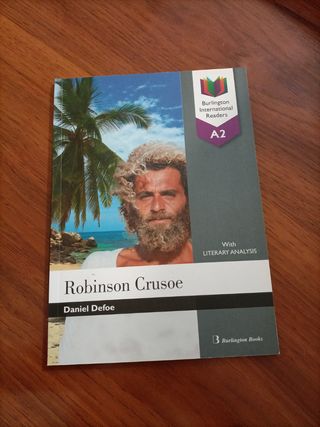 Burlington
International
Readers
A2
With
LITERARY ANALYSIS
Robinson Crusoe
Daniel Defoe
B Burlington Books